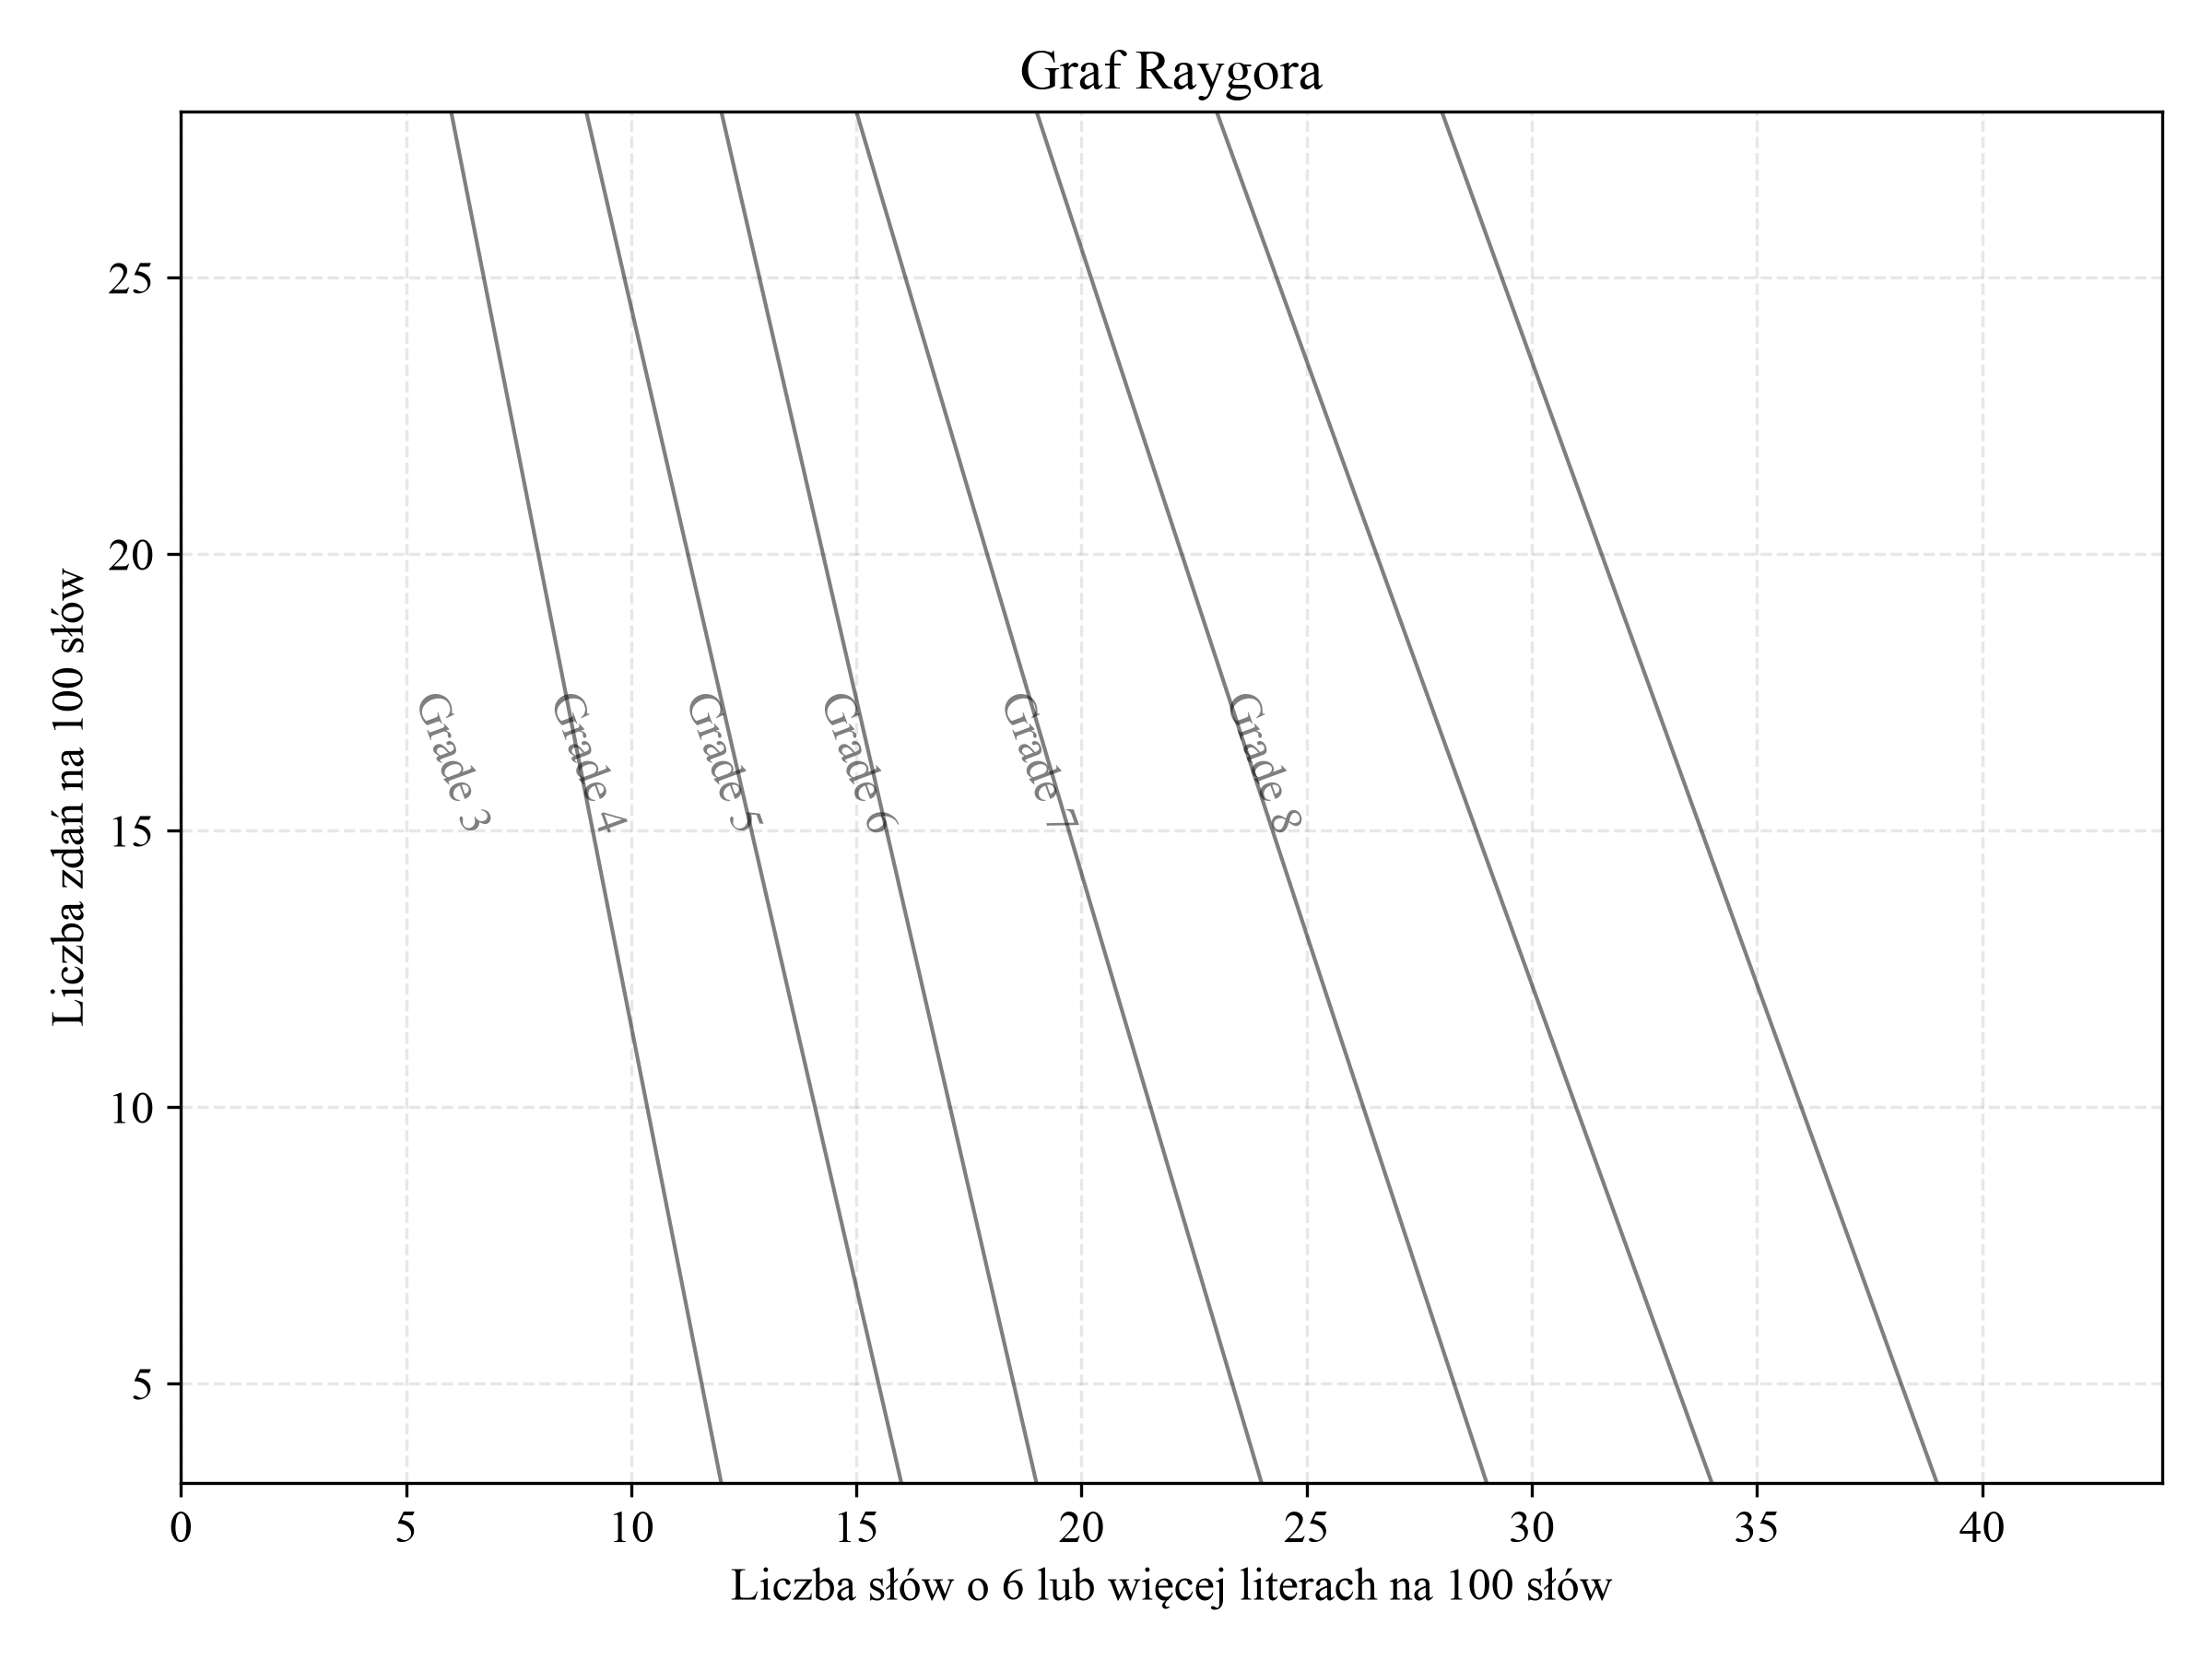 Graf Raygora
Liczba zdań na 100 słów
25
20
15
10
5
Grade 3
Grade 4
Grade 5
Grade 6
Grade 7
Grade 8
0 5 10 15 20 25 30 35 40
Liczba słów o 6 lub więcej literach na 100 słów